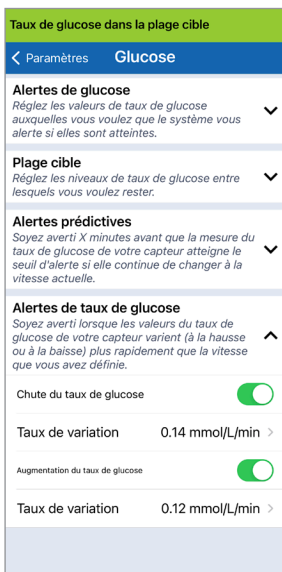 Taux de glucose dans la plage cible
Paramètres Glucose
Alertes de glucose
Réglez les valeurs de taux de glucose
auxquelles vous voulez que le système vous
alerte si elles sont atteintes.
Plage cible
Réglez les niveaux de taux de glucose entre
lesquels vous voulez rester.
Alertes prédictives
Soyez averti X minutes avant que la mesure du
taux de glucose de votre capteur atteigne le
seuil d'alerte si elle continue de changer à la
vitesse actuelle.
Alertes de taux de glucose
Soyez averti lorsque les valeurs du taux de
glucose de votre capteur varient (à la hausse
ou à la baisse) plus rapidement que la vitesse
que vous avez définie.
Chute du taux de glucose
Taux de variation 0.14 mmol/L/min
Augmentation du taux de glucose
Taux de variation 0.12 mmol/L/min